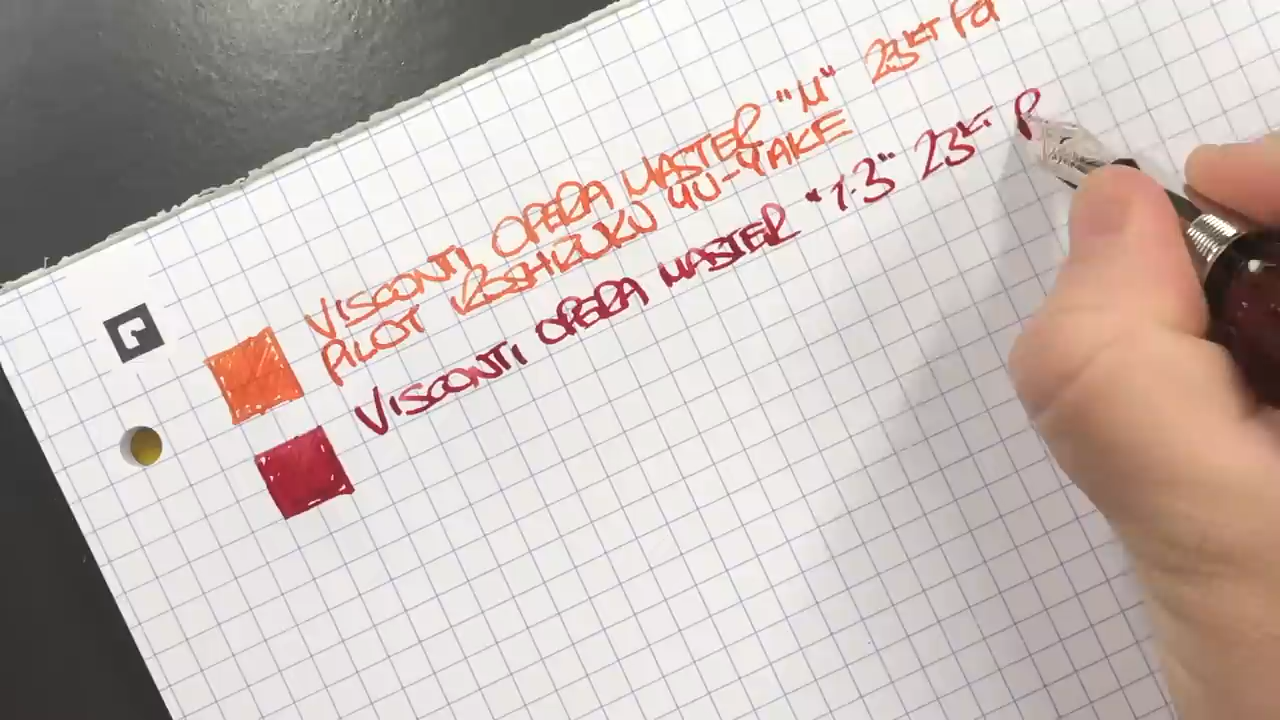 VISCONTI OPERA MASTER "M" 23KT Pd
PILOT IROSHIZUKU YU-YAKE
VISCONTI OPERA MASTER "1.3" 23KT P